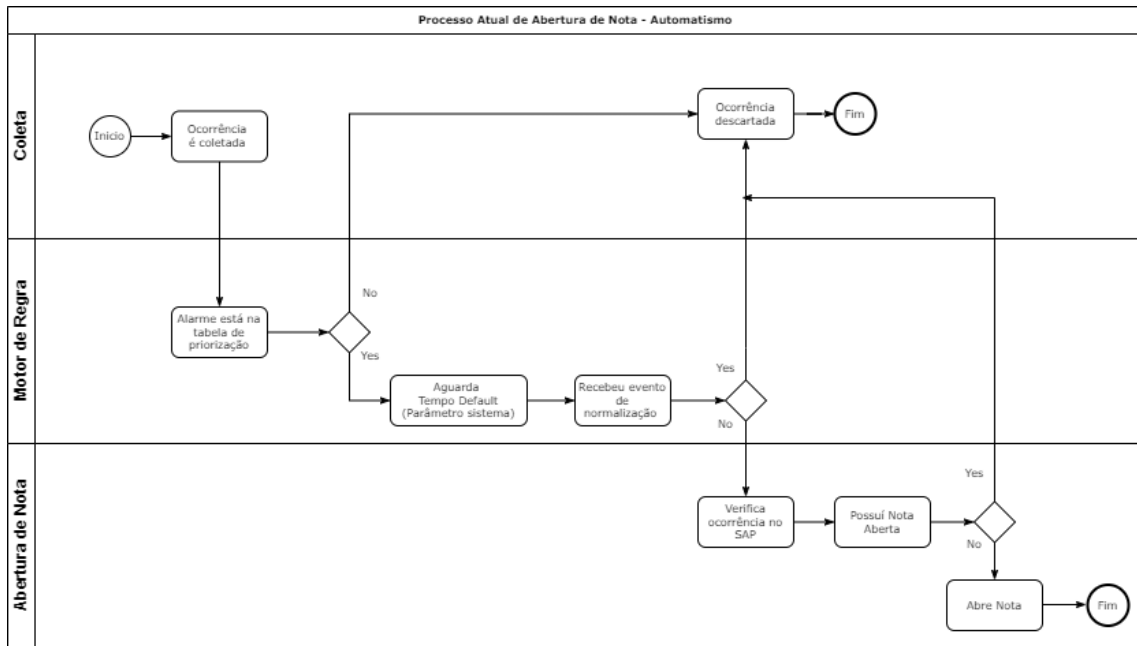 Processo Atual de Abertura de Nota - Automatismo
Coleta
Inicio
Ocorrência
é coletada
Ocorrência
descartada
Fim
Motor de Regra
Alarme está na
tabela de
priorização
No
Yes
Aguarda
Tempo Default
(Parâmetro sistema)
Recebeu evento
de
normalização
Yes
No
Abertura de Nota
Verifica
ocorrência no
SAP
Possuí Nota
Aberta
Yes
No
Abre Nota
Fim